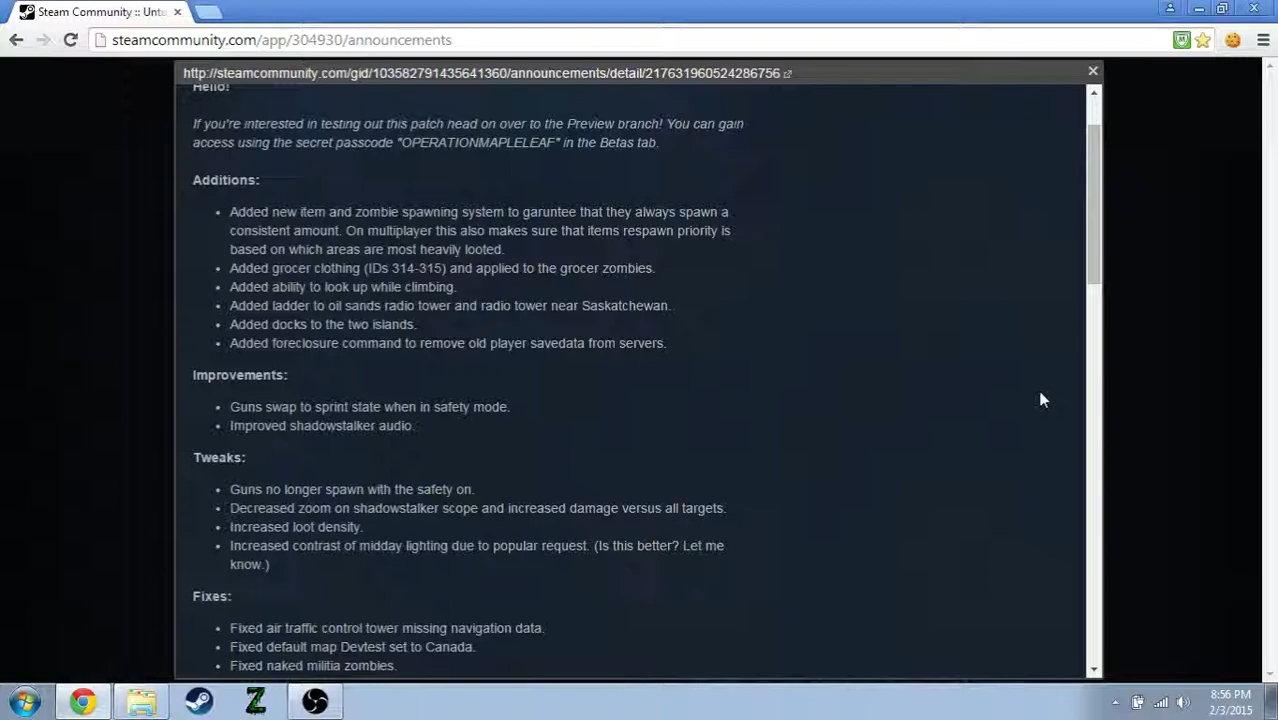 Steam Community :: Untu
steamcommunity.com/app/304930/announcements
http://steamcommunity.com/gid/103582791435641360/announcements/detail/217631960524286756
Hello!
If you're interested in testing out this patch head on over to the Preview branch! You can gain
access using the secret passcode "OPERATIONMAPLELEAF" in the Betas tab.
Additions:
• Added new item and zombie spawning system to garuntee that they always spawn a
consistent amount. On multiplayer this also makes sure that items respawn priority is
based on which areas are most heavily looted.
• Added grocer clothing (IDs 314-315) and applied to the grocer zombies.
• Added ability to look up while climbing.
• Added ladder to oil sands radio tower and radio tower near Saskatchewan.
• Added docks to the two islands.
• Added foreclosure command to remove old player savedata from servers.
Improvements:
• Guns swap to sprint state when in safety mode.
• Improved shadowstalker audio.
Tweaks:
• Guns no longer spawn with the safety on.
• Decreased zoom on shadowstalker scope and increased damage versus all targets.
• Increased loot density.
• Increased contrast of midday lighting due to popular request. (Is this better? Let me
know.)
Fixes:
• Fixed air traffic control tower missing navigation data.
• Fixed default map Devtest set to Canada.
• Fixed naked militia zombies.
8:56 PM
2/3/2015